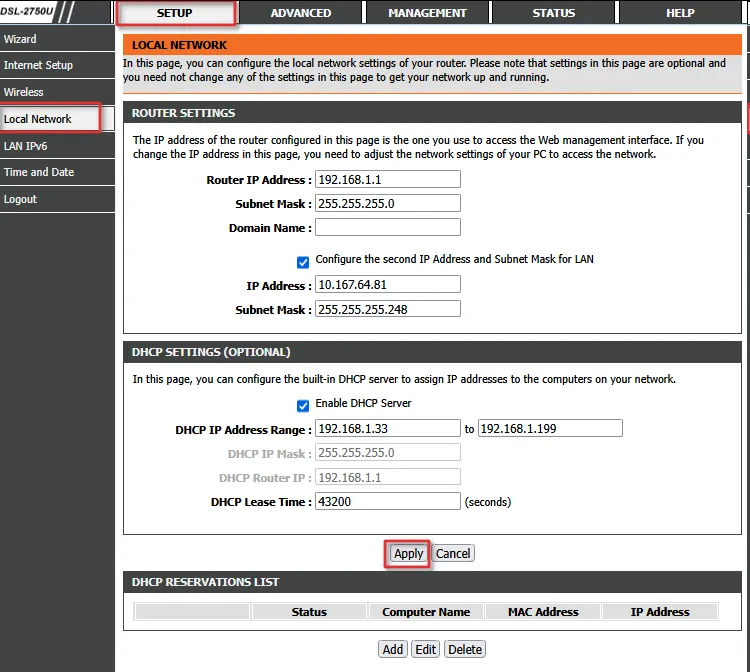 DSL-2750U
SETUP ADVANCED MANAGEMENT STATUS HELP
Wizard
Internet Setup
Wireless
Local Network
LAN IPv6
Time and Date
Logout
LOCAL NETWORK
In this page, you can configure the local network settings of your router. Please note that settings in this page are optional and
you need not change any of the settings in this page to get your network up and running.
ROUTER SETTINGS
The IP address of the router configured in this page is the one you use to access the Web management interface. If you
change the IP address in this page, you need to adjust the network settings of your PC to access the network.
Router IP Address : 192.168.1.1
Subnet Mask : 255.255.255.0
Domain Name :
Configure the second IP Address and Subnet Mask for LAN
IP Address : 10.167.64.81
Subnet Mask : 255.255.255.248
DHCP SETTINGS (OPTIONAL)
In this page, you can configure the built-in DHCP server to assign IP addresses to the computers on your network.
Enable DHCP Server
DHCP IP Address Range : 192.168.1.33 to 192.168.1.199
DHCP IP Mask : 255.255.255.0
DHCP Router IP : 192.168.1.1
DHCP Lease Time : 43200 (seconds)
Apply Cancel
DHCP RESERVATIONS LIST
Status Computer Name MAC Address IP Address
Add Edit Delete